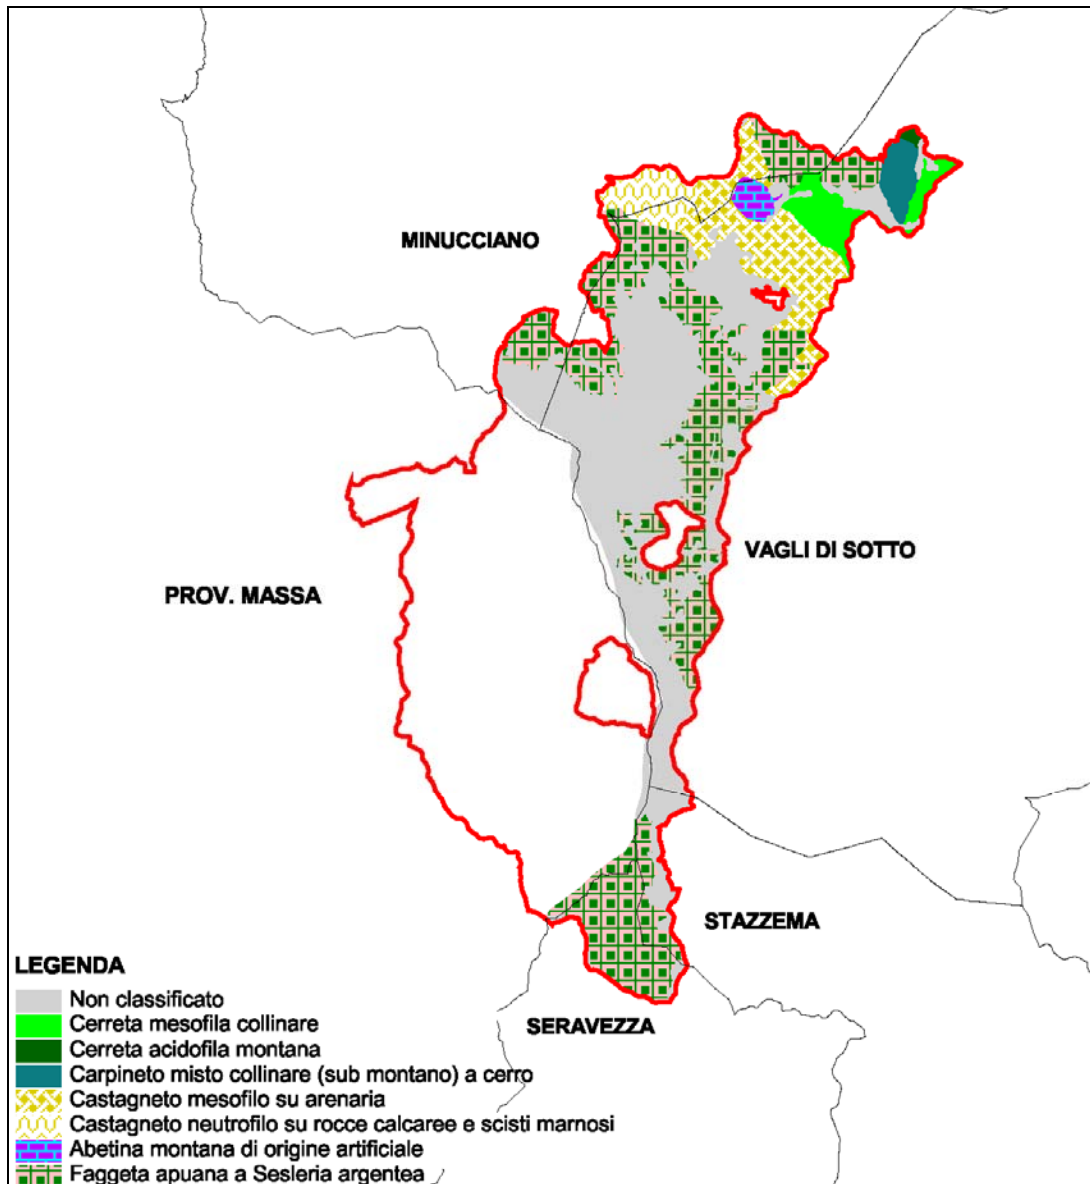 MINUCCIANO
VAGLI DI SOTTO
PROV. MASSA
STAZZEMA
SERAVEZZA
LEGENDA
Non classificato
Cerreta mesofila collinare
Cerreta acidofila montana
Carpineto misto collinare (sub montano) a cerro
Castagneto mesofilo su arenaria
Castagneto neutrofilo su rocce calcaree e scisti marnosi
Abetina montana di origine artificiale
Faggeta apuana a Sesleria argentea